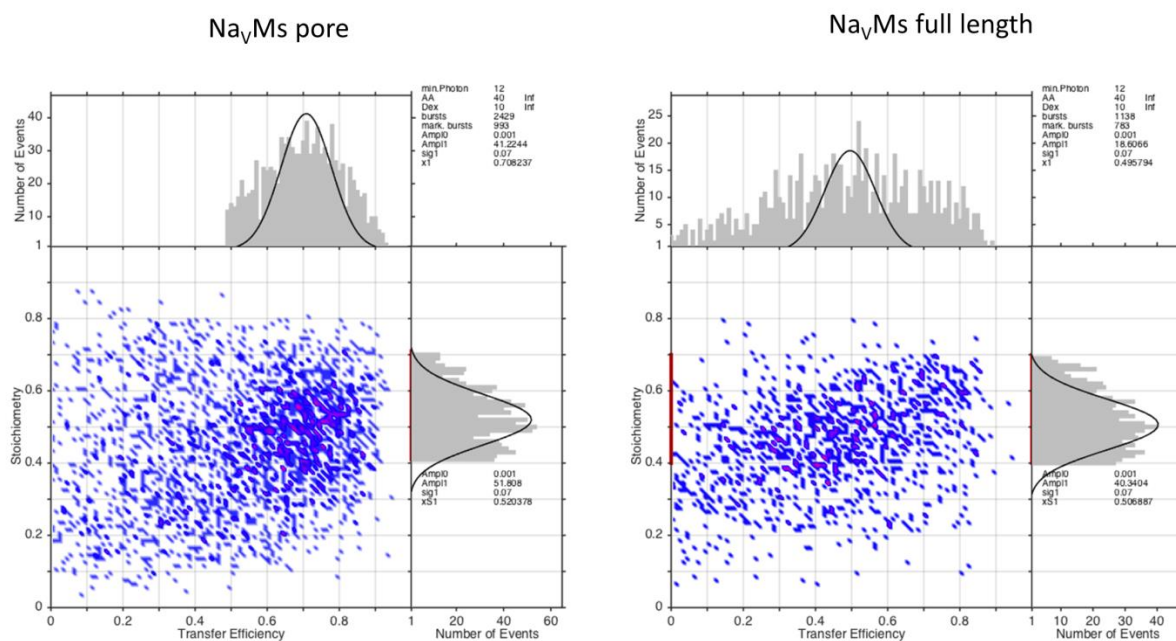 Na_VMs pore
Na_VMs full length
min.Photon 12
AA 40 Inf
Dex 10 Inf
bursts 2429
mark. bursts 993
Ampl0 0.001
Ampl1 41.2244
sig1 0.07
x1 0.708237
Number of Events
40
30
20
10
1
min.Photon 12
AA 40 Inf
Dex 10 Inf
bursts 1138
mark. bursts 783
Ampl0 0.001
Ampl1 18.6066
sig1 0.07
x1 0.495794
Number of Events
25
20
15
10
5
1
Stoichiometry
0.8
0.6
0.4
0.2
0
Ampl0 0.001
Ampl1 51.808
sig1 0.07
xS1 0.520378
0 0.2 0.4 0.6 0.8
Transfer Efficiency
1 20 40 60
Number of Events
Stoichiometry
0.8
0.6
0.4
0.2
0
Ampl0 0.001
Ampl1 40.3404
sig1 0.07
xS1 0.506887
0 0.2 0.4 0.6 0.8
Transfer Efficiency
1 10 20 30 40
Number of Events